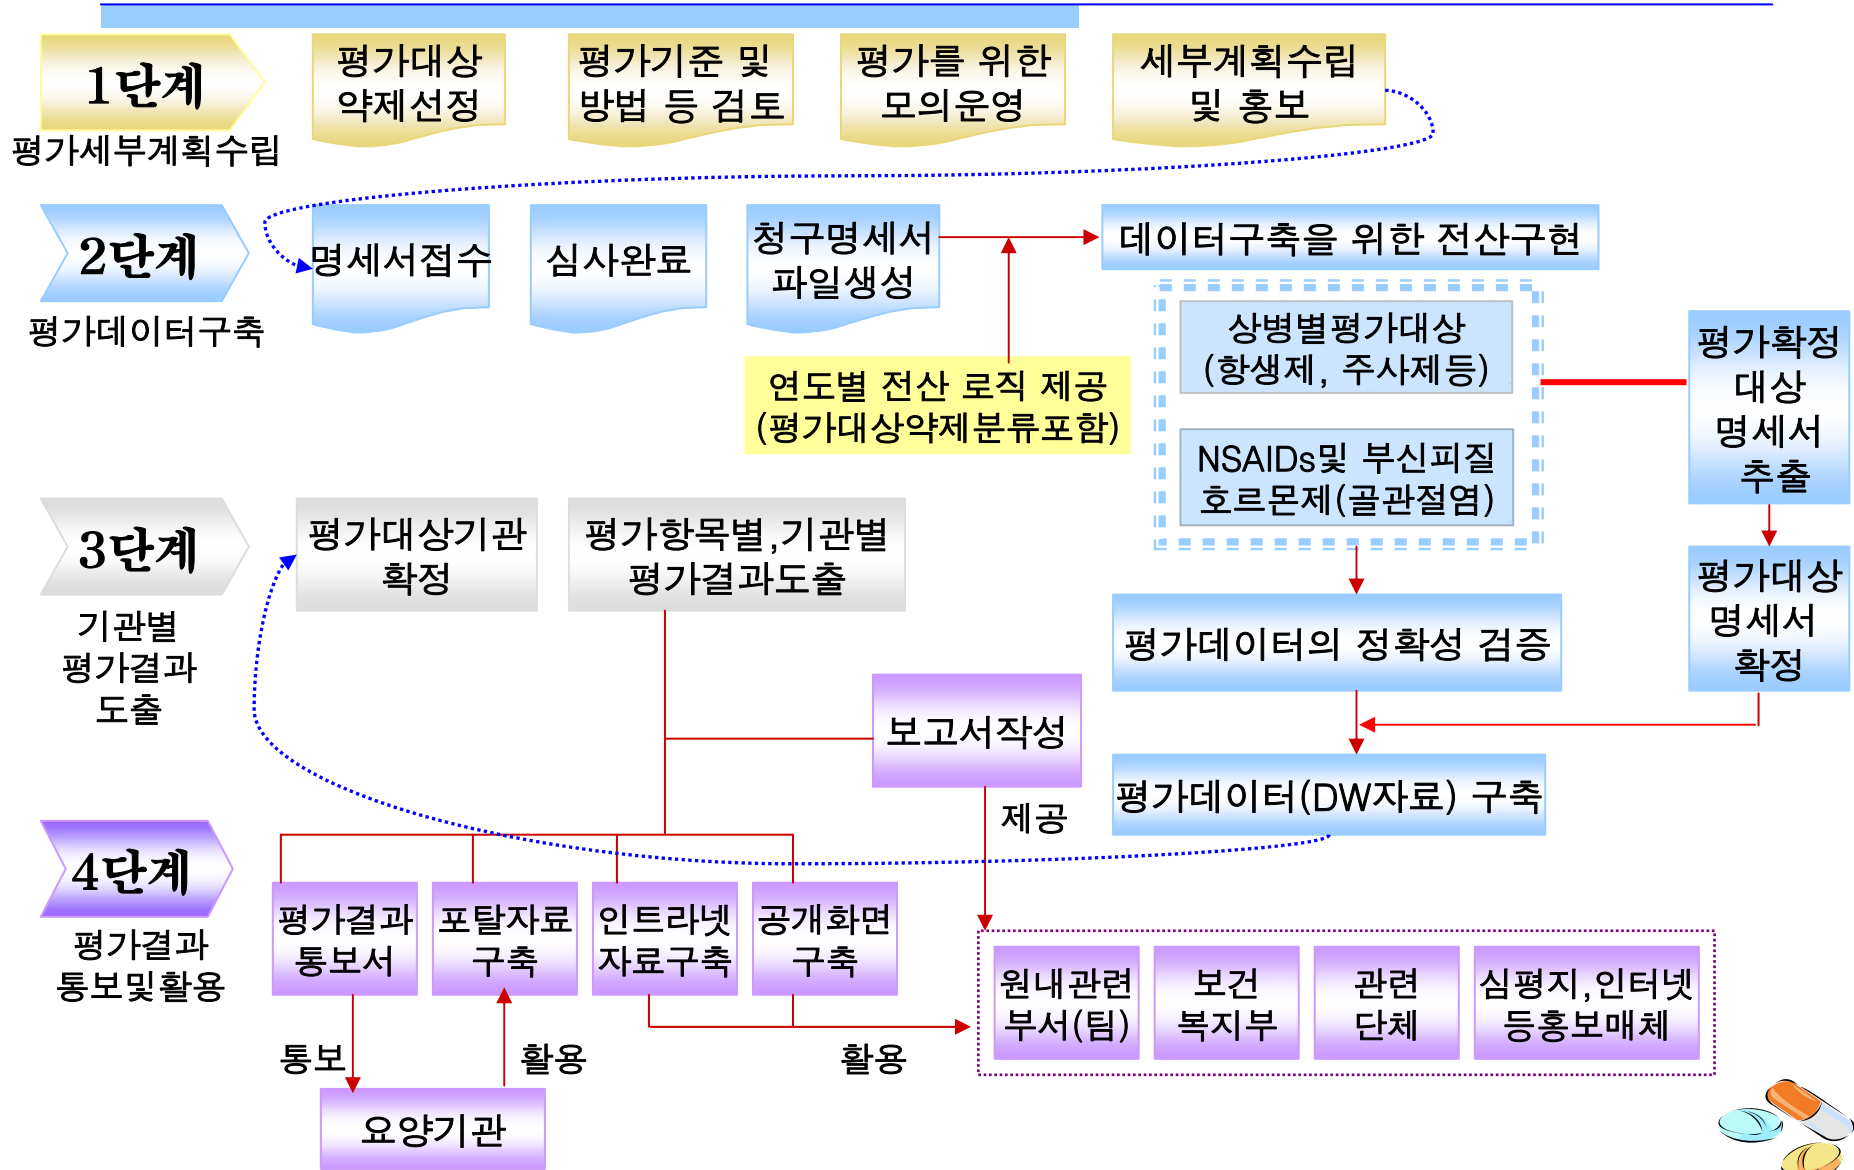 1단계
평가세부계획수립
평가대상
약제선정
평가기준 및
방법 등 검토
평가를 위한
모의운영
세부계획수립
및 홍보
2단계
평가데이터구축
명세서접수
심사완료
청구명세서
파일생성
데이터구축을 위한 전산구현
연도별 전산 로직 제공
(평가대상약제분류포함)
상병별평가대상
(항생제, 주사제등)
NSAIDs및 부신피질
호르몬제(골관절염)
평가확정
대상
명세서
추출
평가대상
명세서
확정
평가데이터의 정확성 검증
평가데이터(DW자료) 구축
3단계
기관별
평가결과
도출
평가대상기관
확정
평가항목별,기관별
평가결과도출
보고서작성
제공
4단계
평가결과
통보및활용
평가결과
통보서
포탈자료
구축
인트라넷
자료구축
공개화면
구축
통보
활용
활용
요양기관
원내관련
부서(팀)
보건
복지부
관련
단체
심평지,인터넷
등홍보매체